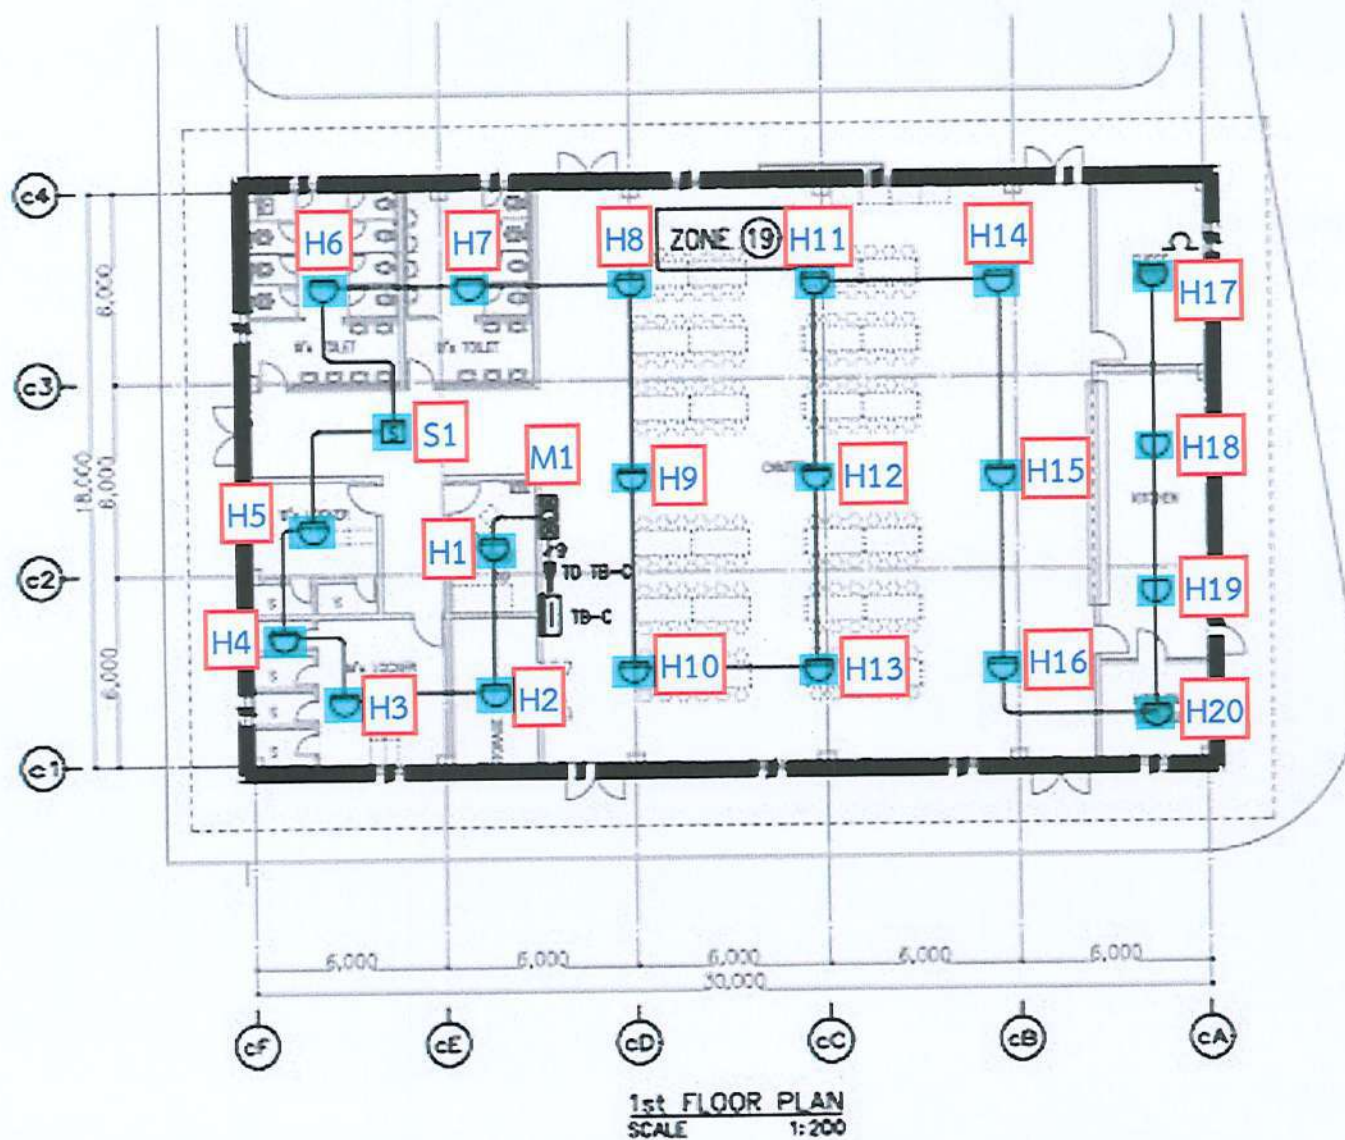 c4
H6
H7
H8
ZONE 19
H11
H14
H17
6,000
M's TOILET
W's TOILET
c3
S1
M1
H18
18,000
6,000
H9
H12
H15
KITCHEN
H5
H1
c2
TO TB-C
H19
TB-C
H4
6,000
H10
H13
H16
H3
H2
H20
c1
6,000
6,000
6,000
6,000
6,000
30,000
cF
cE
cD
cC
cB
cA
1st FLOOR PLAN
SCALE 1:200